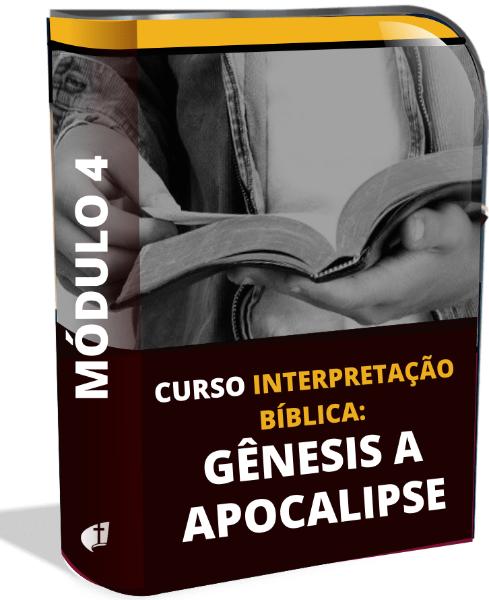 MÓDULO 4
CURSO INTERPRETAÇÃO
BÍBLICA:
GÊNESIS A
APOCALIPSE